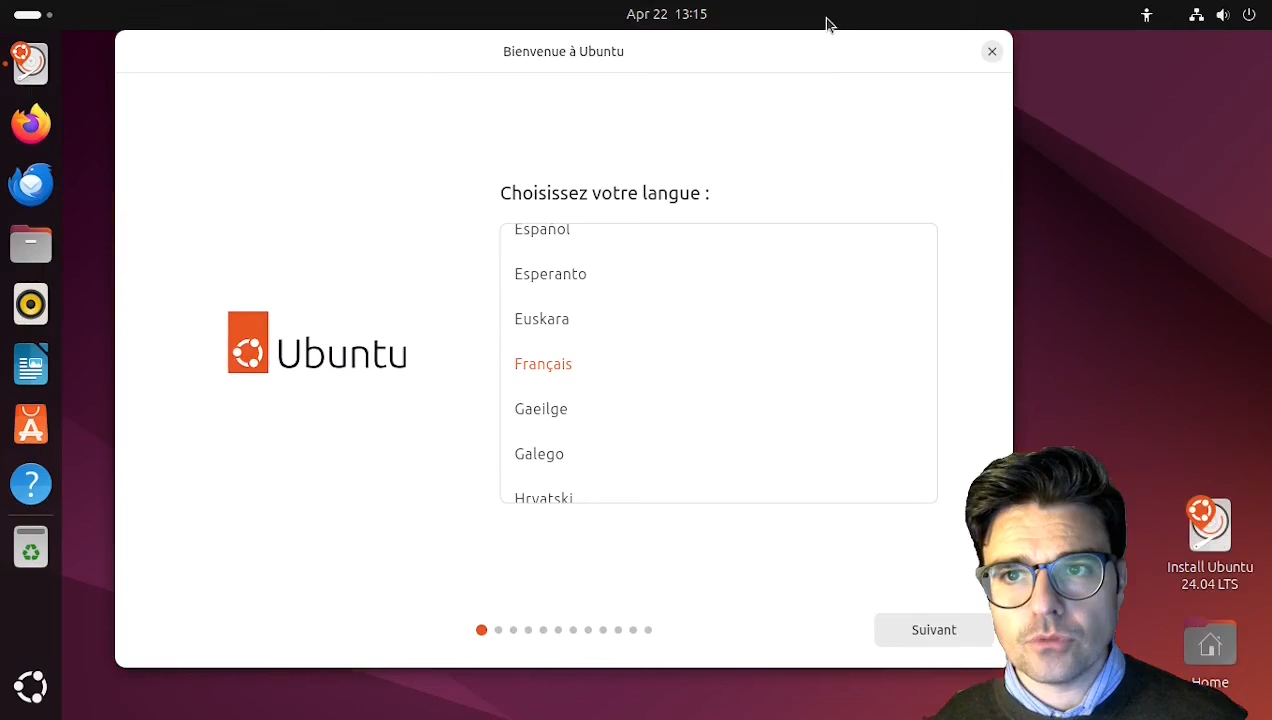 Apr 22 13:15
Bienvenue à Ubuntu
Choisissez votre langue :
Español
Esperanto
Euskara
Français
Gaeilge
Galego
Hrvatski
Ubuntu
Suivant
Install Ubuntu
24.04 LTS
Home